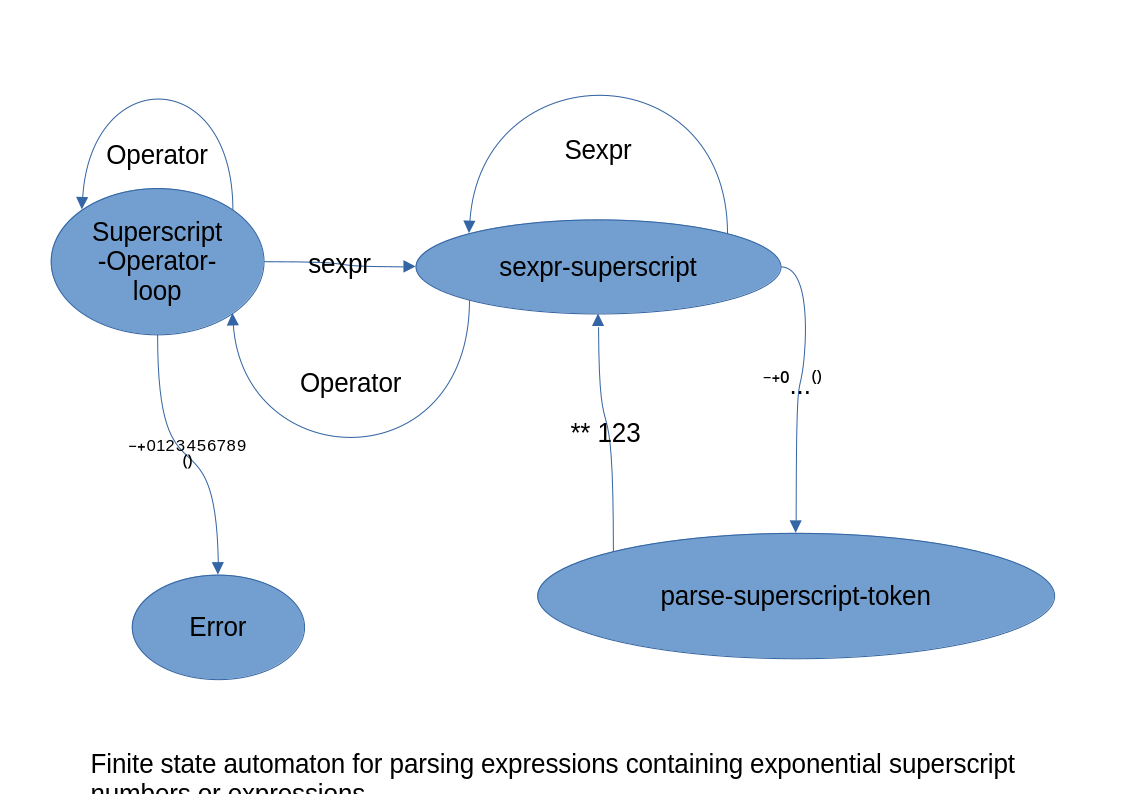 Operator
Sexpr
Superscript
-Operator-
loop
sexpr
sexpr-superscript
Operator
−+0 ... ()
** 123
−+0123456789
()
parse-superscript-token
Error
Finite state automaton for parsing expressions containing exponential superscript
numbers or expressions